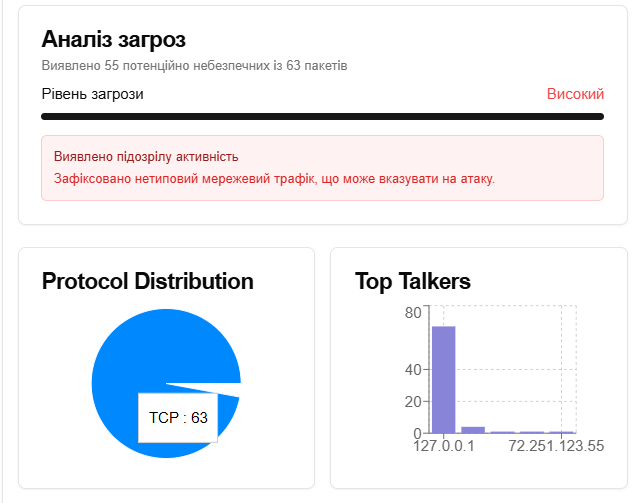 Аналіз загроз
Виявлено 55 потенційно небезпечних із 63 пакетів
Рівень загрози Високий
Виявлено підозрілу активність
Зафіксовано нетиповий мережевий трафік, що може вказувати на атаку.
Protocol Distribution
TCP : 63
Top Talkers
80
40
20
0
127.0.0.1 72.251.123.55